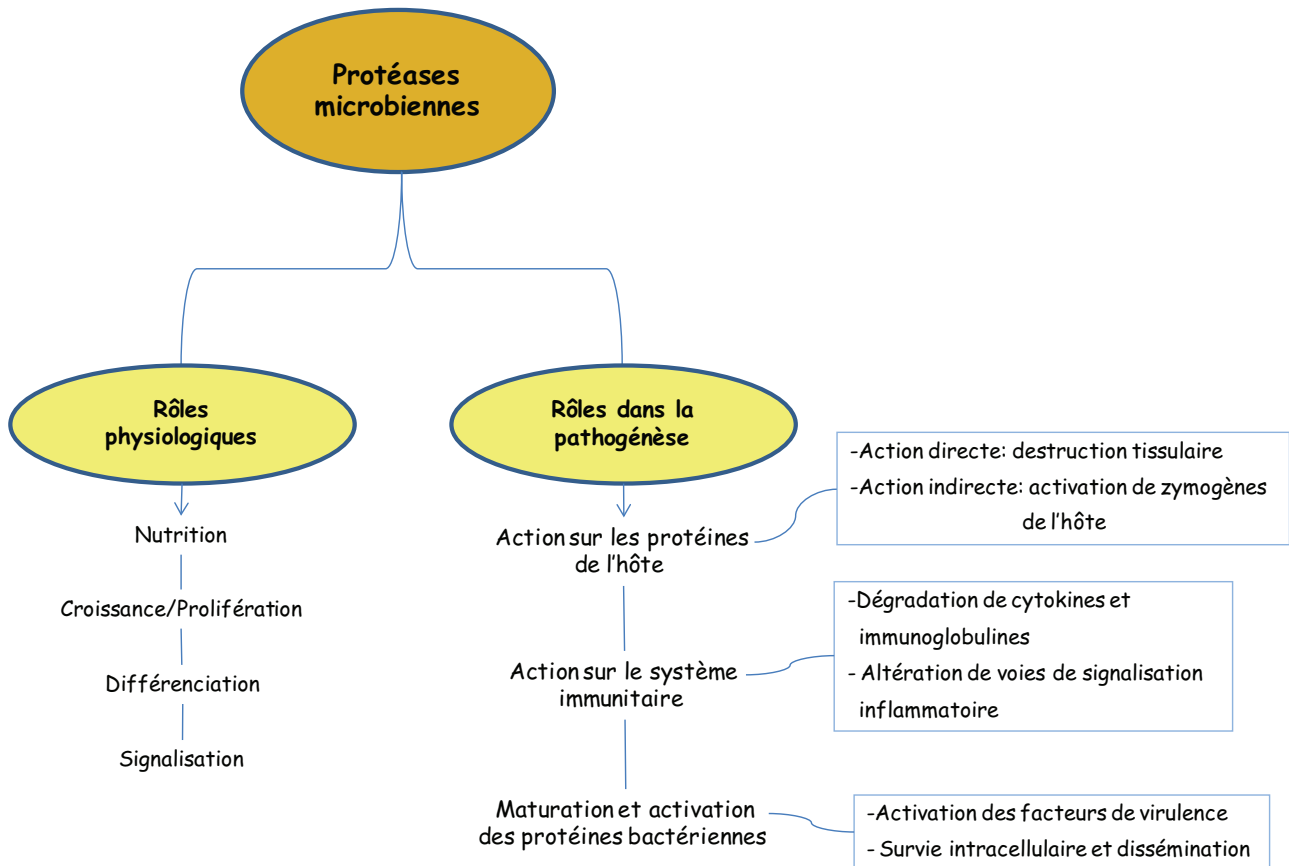 Protéases
microbiennes
Rôles
physiologiques
Nutrition
Croissance/Prolifération
Différenciation
Signalisation
Rôles dans la
pathogénèse
Action sur les protéines
de l'hôte
-Action directe: destruction tissulaire
-Action indirecte: activation de zymogènes
de l'hôte
Action sur le système
immunitaire
-Dégradation de cytokines et
immunoglobulines
- Altération de voies de signalisation
inflammatoire
Maturation et activation
des protéines bactériennes
-Activation des facteurs de virulence
- Survie intracellulaire et dissémination